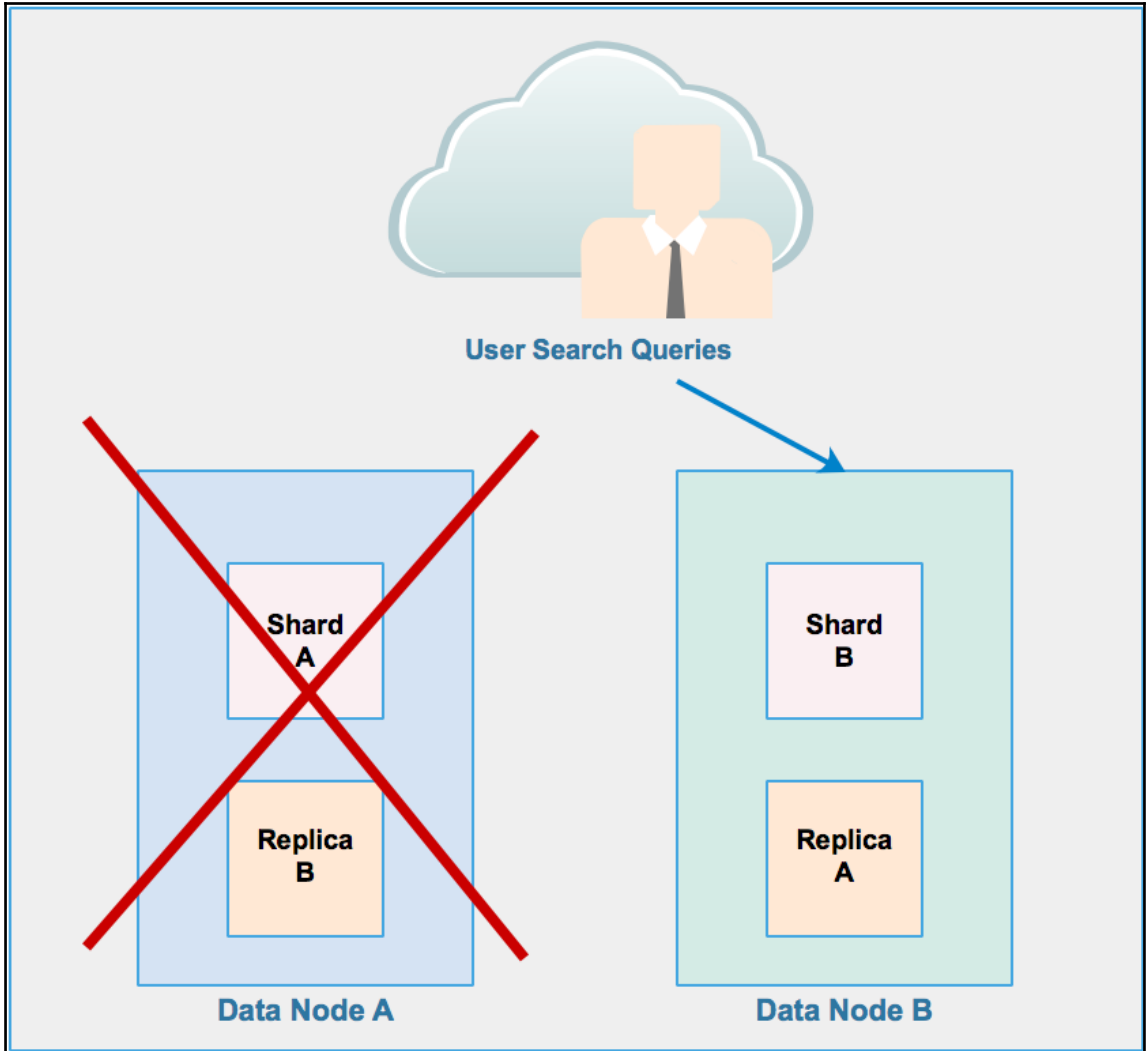 User Search Queries
Shard
A
Replica
B
Data Node A
Shard
B
Replica
A
Data Node B